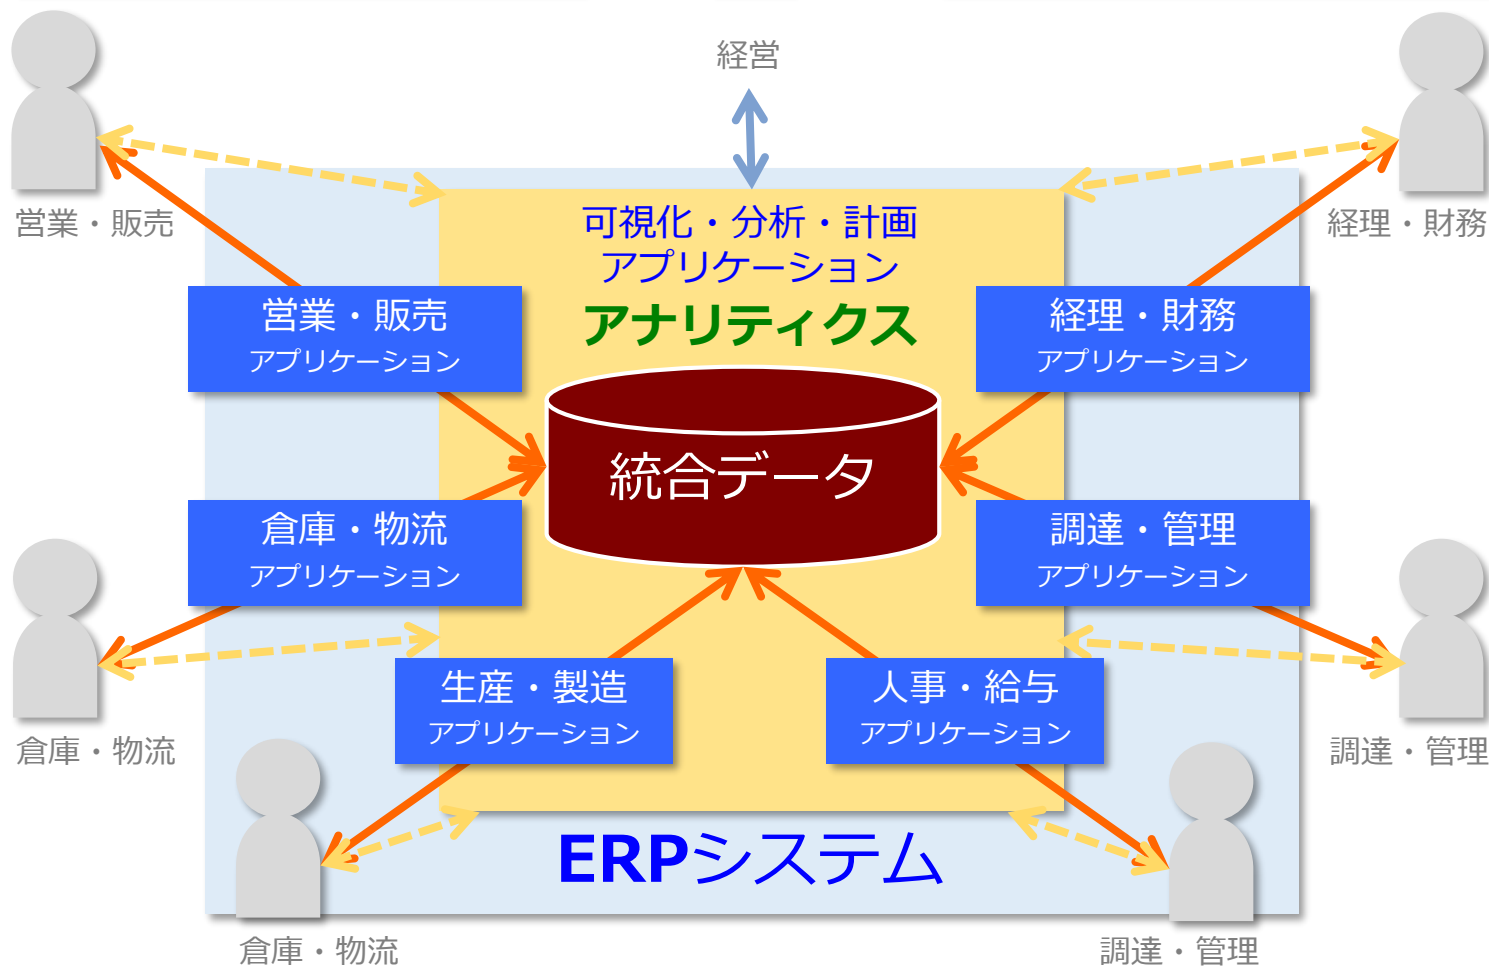 経営
営業・販売
経理・財務
可視化・分析・計画
アプリケーション
アナリティクス
営業・販売
アプリケーション
経理・財務
アプリケーション
統合データ
倉庫・物流
アプリケーション
調達・管理
アプリケーション
倉庫・物流
調達・管理
生産・製造
アプリケーション
人事・給与
アプリケーション
ERPシステム
倉庫・物流
調達・管理